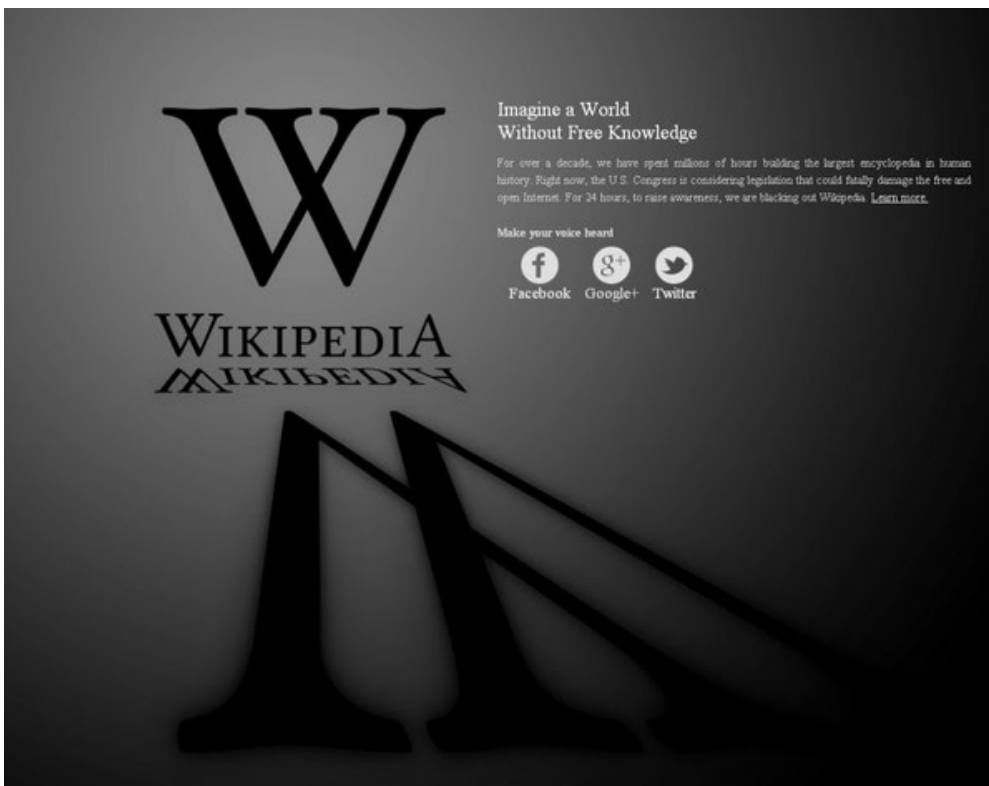 W
WIKIPEDIA
Imagine a World
Without Free Knowledge
For over a decade, we have spent millions of hours building the largest encyclopedia in human
history. Right now, the U.S. Congress is considering legislation that could fatally damage the free and
open Internet. For 24 hours, to raise awareness, we are blacking out Wikipedia. Learn more.
Make your voice heard
Facebook Google+ Twitter